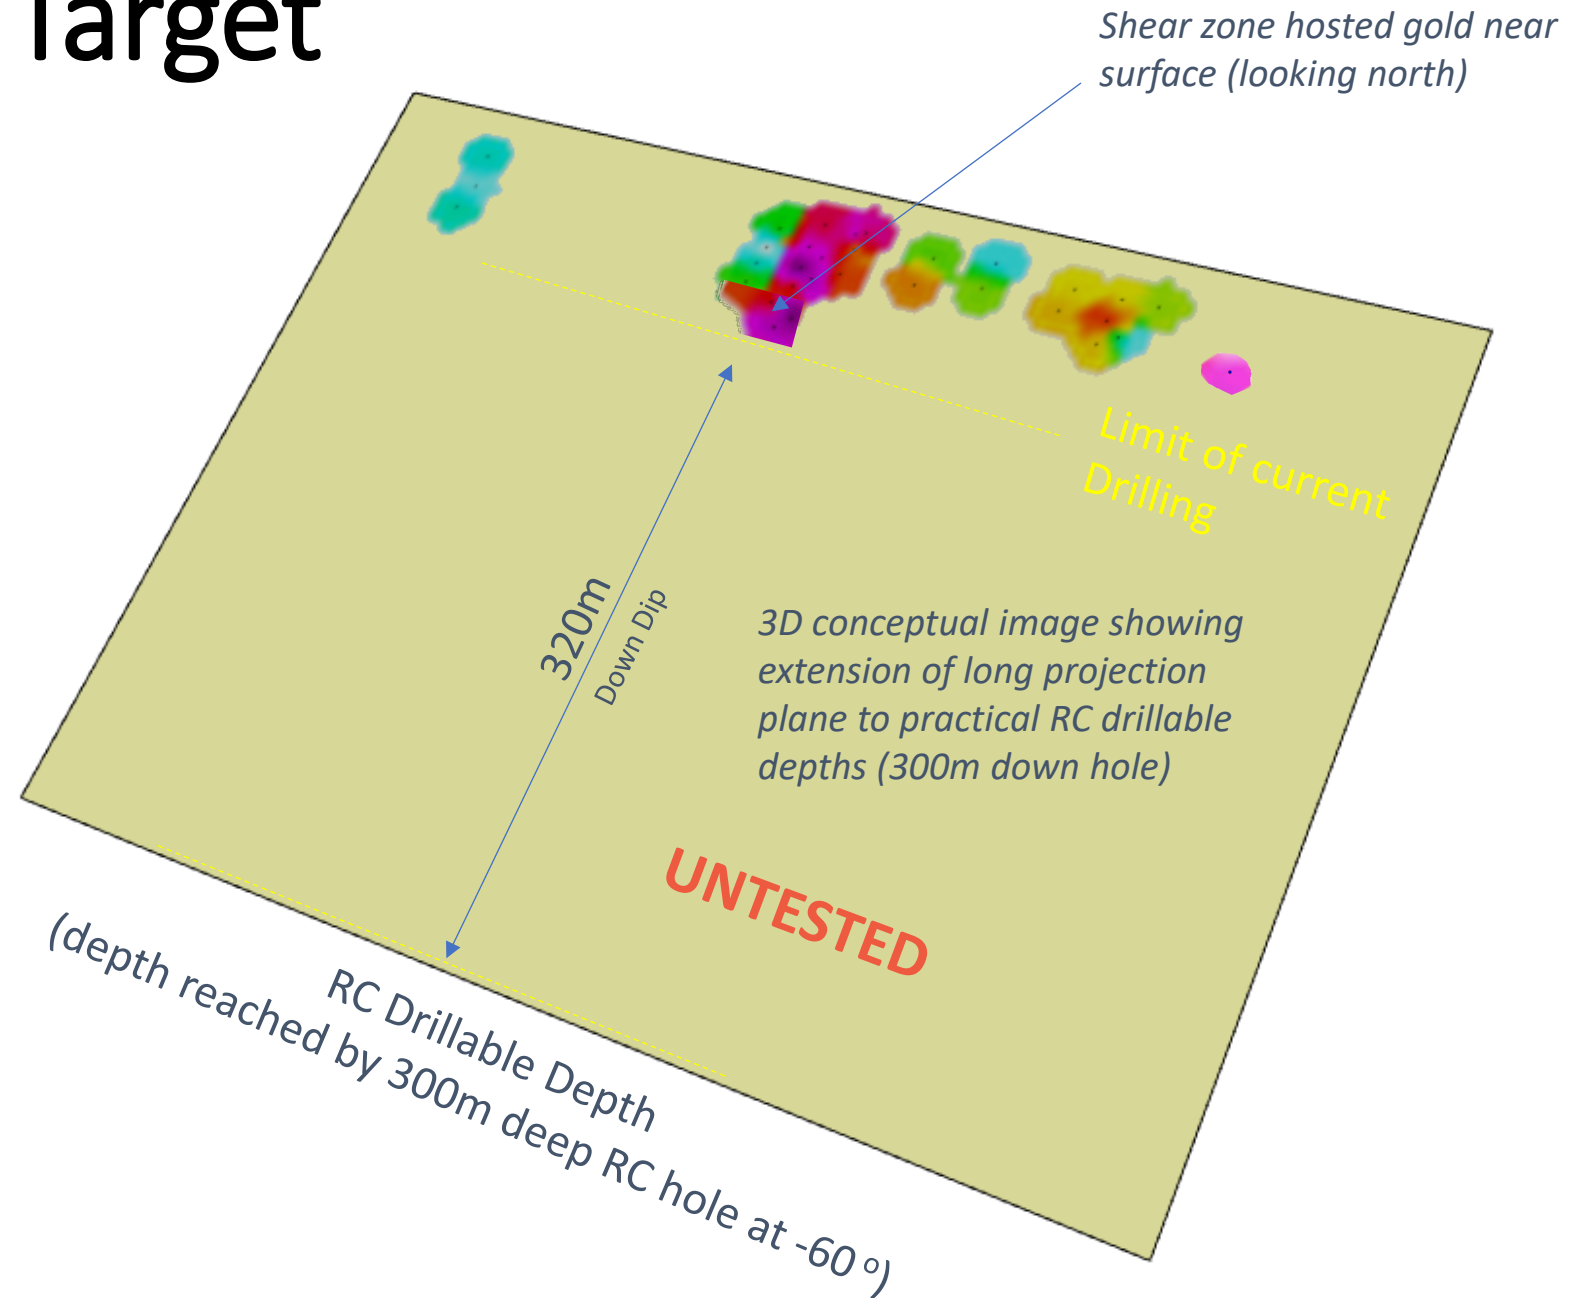 Target
Shear zone hosted gold near
surface (looking north)
Limit of current
Drilling
320m
Down Dip
3D conceptual image showing
extension of long projection
plane to practical RC drillable
depths (300m down hole)
UNTESTED
RC Drillable Depth
(depth reached by 300m deep RC hole at -60 º)